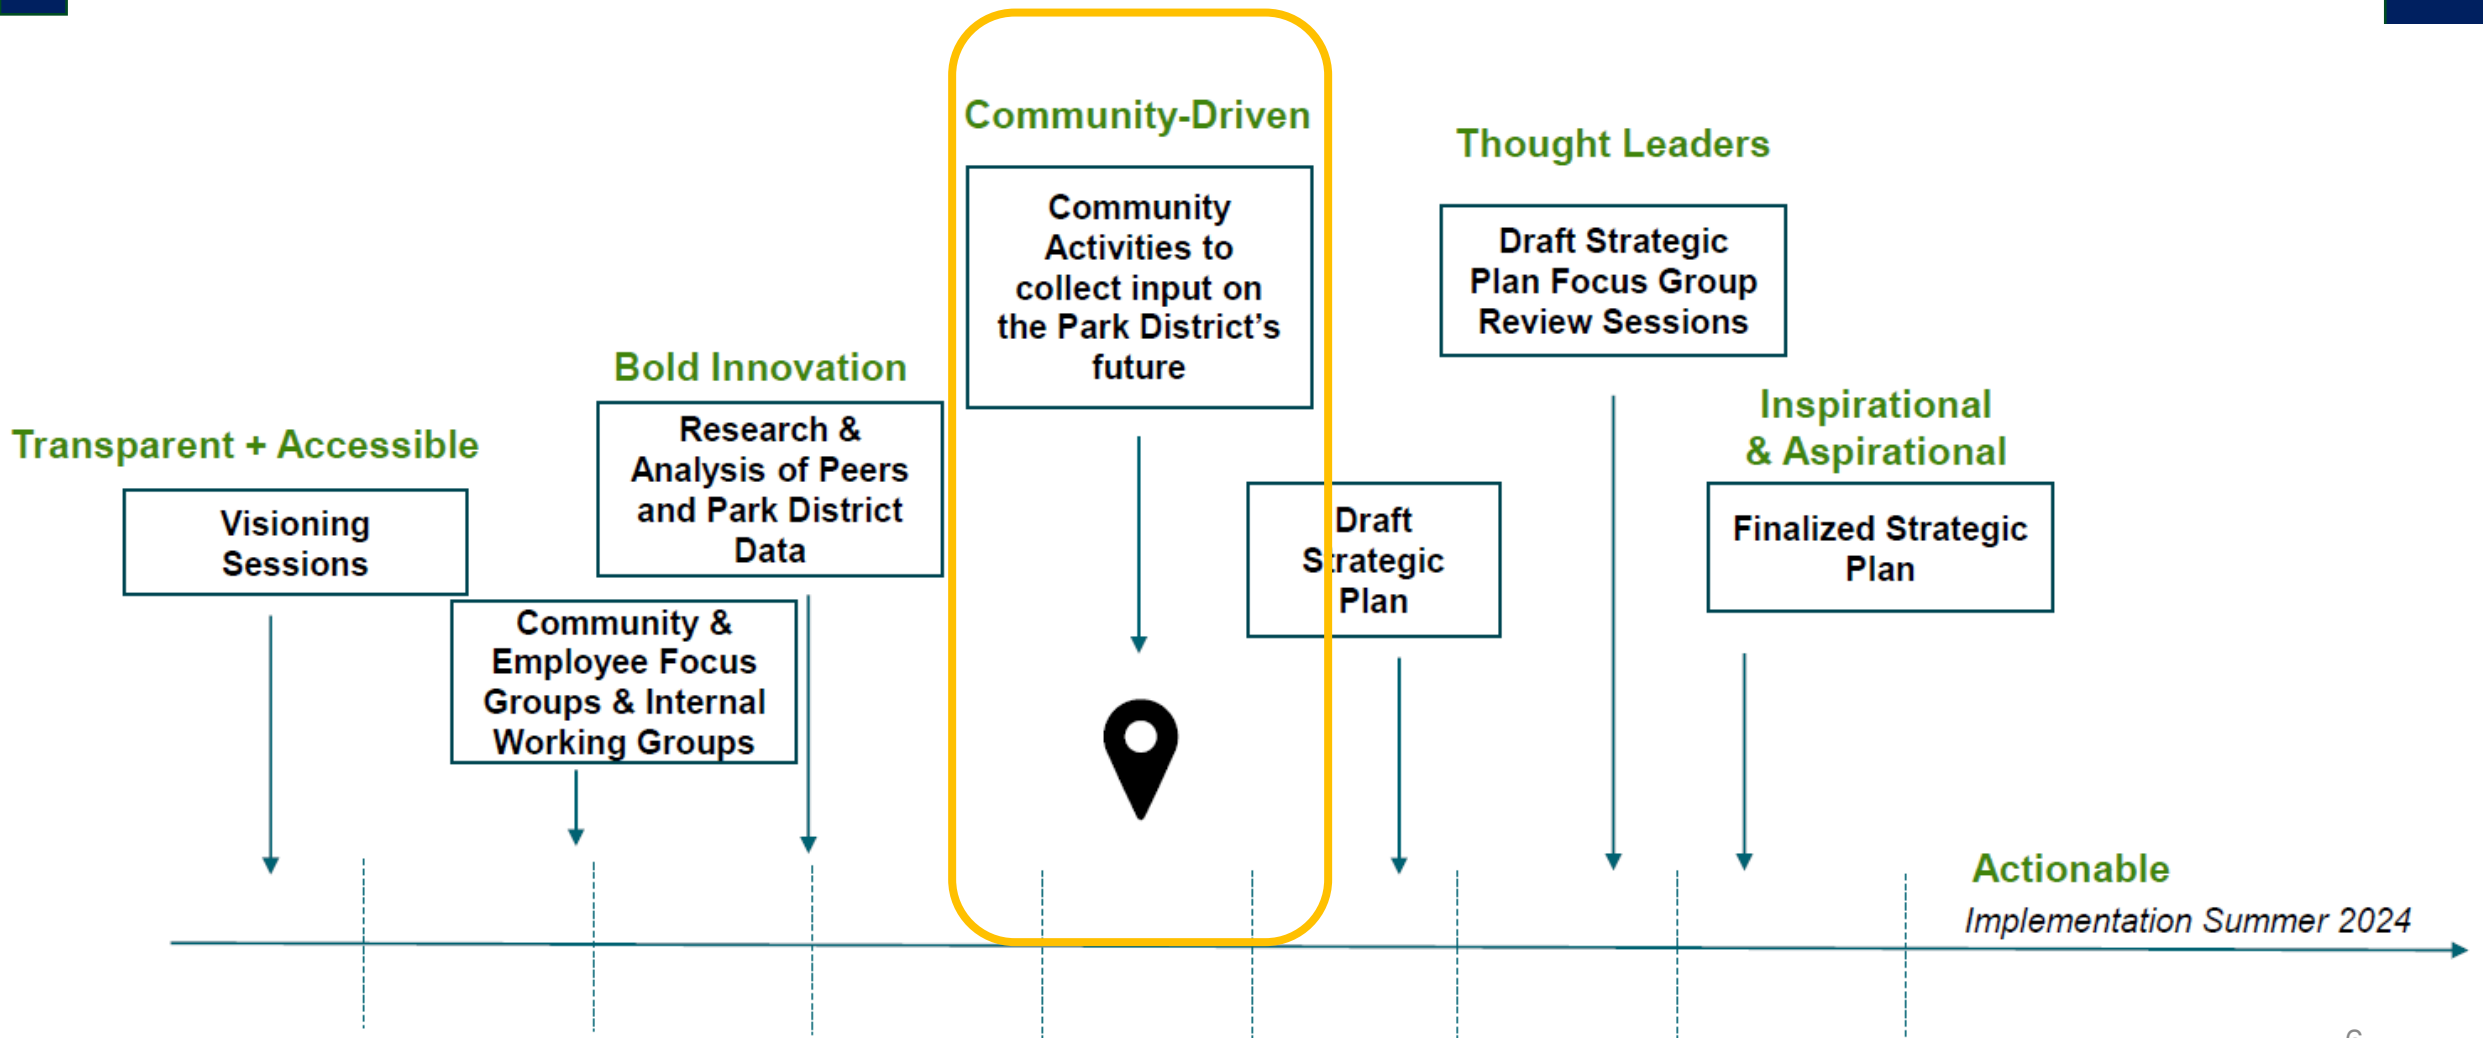 Transparent + Accessible
Visioning
Sessions
Community &
Employee Focus
Groups & Internal
Working Groups
Bold Innovation
Research &
Analysis of Peers
and Park District
Data
Community-Driven
Community
Activities to
collect input on
the Park District’s
future
Draft
Strategic
Plan
Thought Leaders
Draft Strategic
Plan Focus Group
Review Sessions
Inspirational
& Aspirational
Finalized Strategic
Plan
Actionable
Implementation Summer 2024